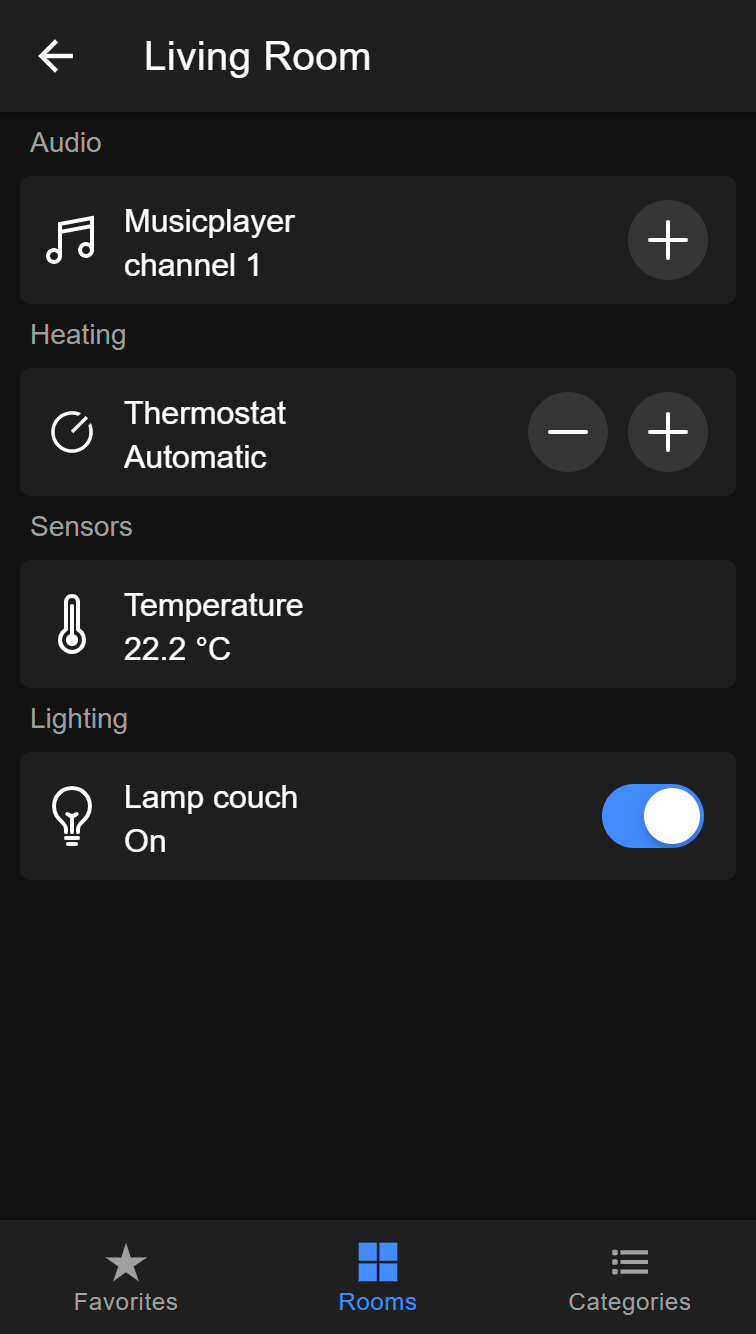 Living Room
Audio
Musicplayer
channel 1
Heating
Thermostat
Automatic
Sensors
Temperature
22.2 °C
Lighting
Lamp couch
On
Favorites
Rooms
Categories